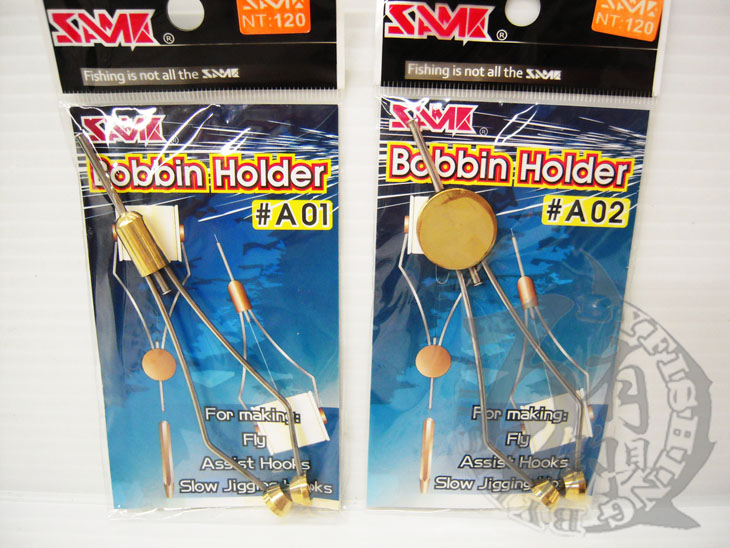 SAME ®
NT:120
Fishing is not all the SAME
SAME ®
Bobbin Holder
#A01
For making:
Fly
Assist Hooks
Slow Jigging Hooks
SAME
NT:120
Fishing is not all the SAME
SAME ®
Bobbin Holder
#A02
For making:
Fly
Assist Hooks
Slow Jigging